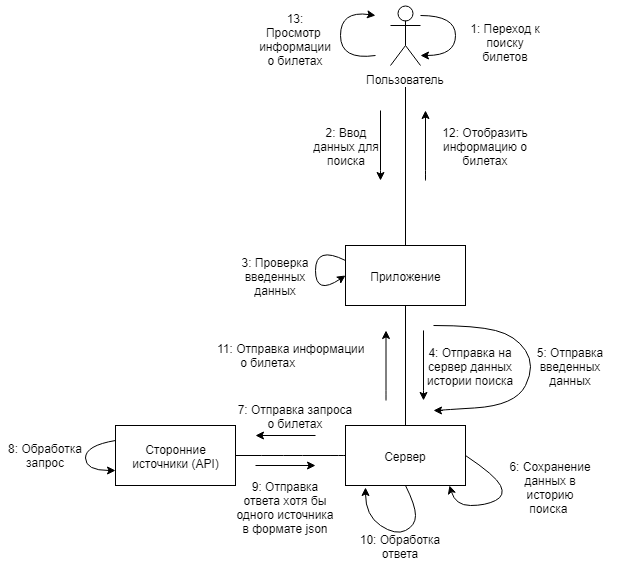 13:
Просмотр
информации
о билетах
1: Переход к
поиску
билетов
Пользователь
2: Ввод
данных для
поиска
12: Отобразить
информацию о
билетах
3: Проверка
введенных
данных
Приложение
11: Отправка информации
о билетах
4: Отправка на
сервер данных
истории поиска
5: Отправка
введенных
данных
7: Отправка запроса
о билетах
8: Обработка
запрос
Сторонние
источники (API)
Сервер
6: Сохранение
данных в
историю
поиска
9: Отправка
ответа хотя бы
одного источника
в формате json
10: Обработка
ответа